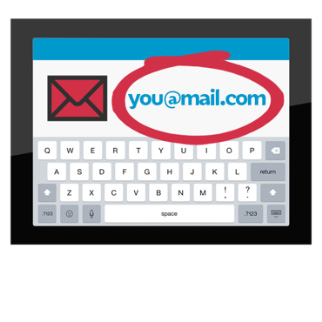 you@mail.com
Q W E R T Y U I O P
A S D F G H J K L return
Z X C V B N M ! , ? .
.?123 space .?123